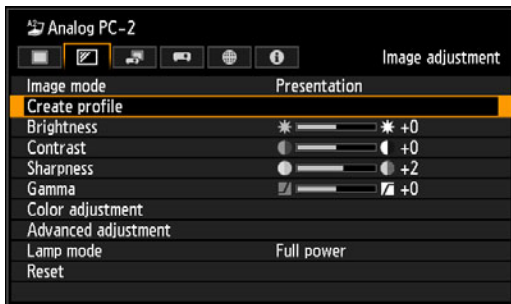 Analog PC-2
Image adjustment
Image mode Presentation
Create profile
Brightness +0
Contrast +0
Sharpness +2
Gamma +0
Color adjustment
Advanced adjustment
Lamp mode Full power
Reset